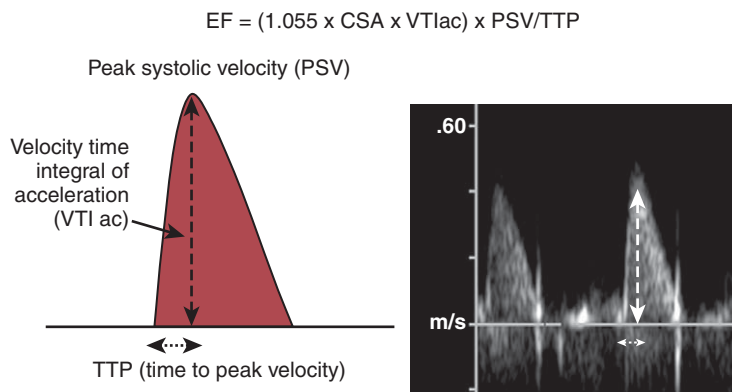 EF = (1.055 x CSA x VTIac) x PSV/TTP
Peak systolic velocity (PSV)
Velocity time
integral of
acceleration
(VTI ac)
TTP (time to peak velocity)
.60
m/s